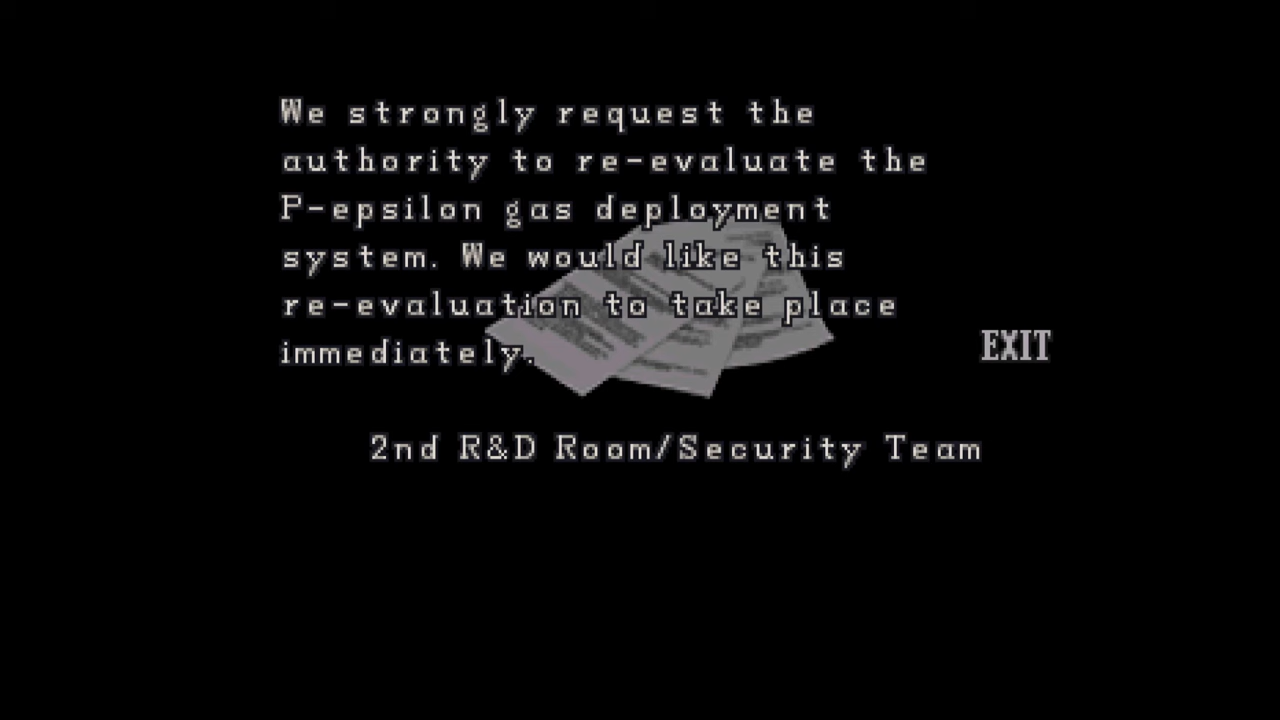 We strongly request the
authority to re-evaluate the
P-epsilon gas deployment
system. We would like this
re-evaluation to take place
immediately.
EXIT
2nd R&D Room/Security Team